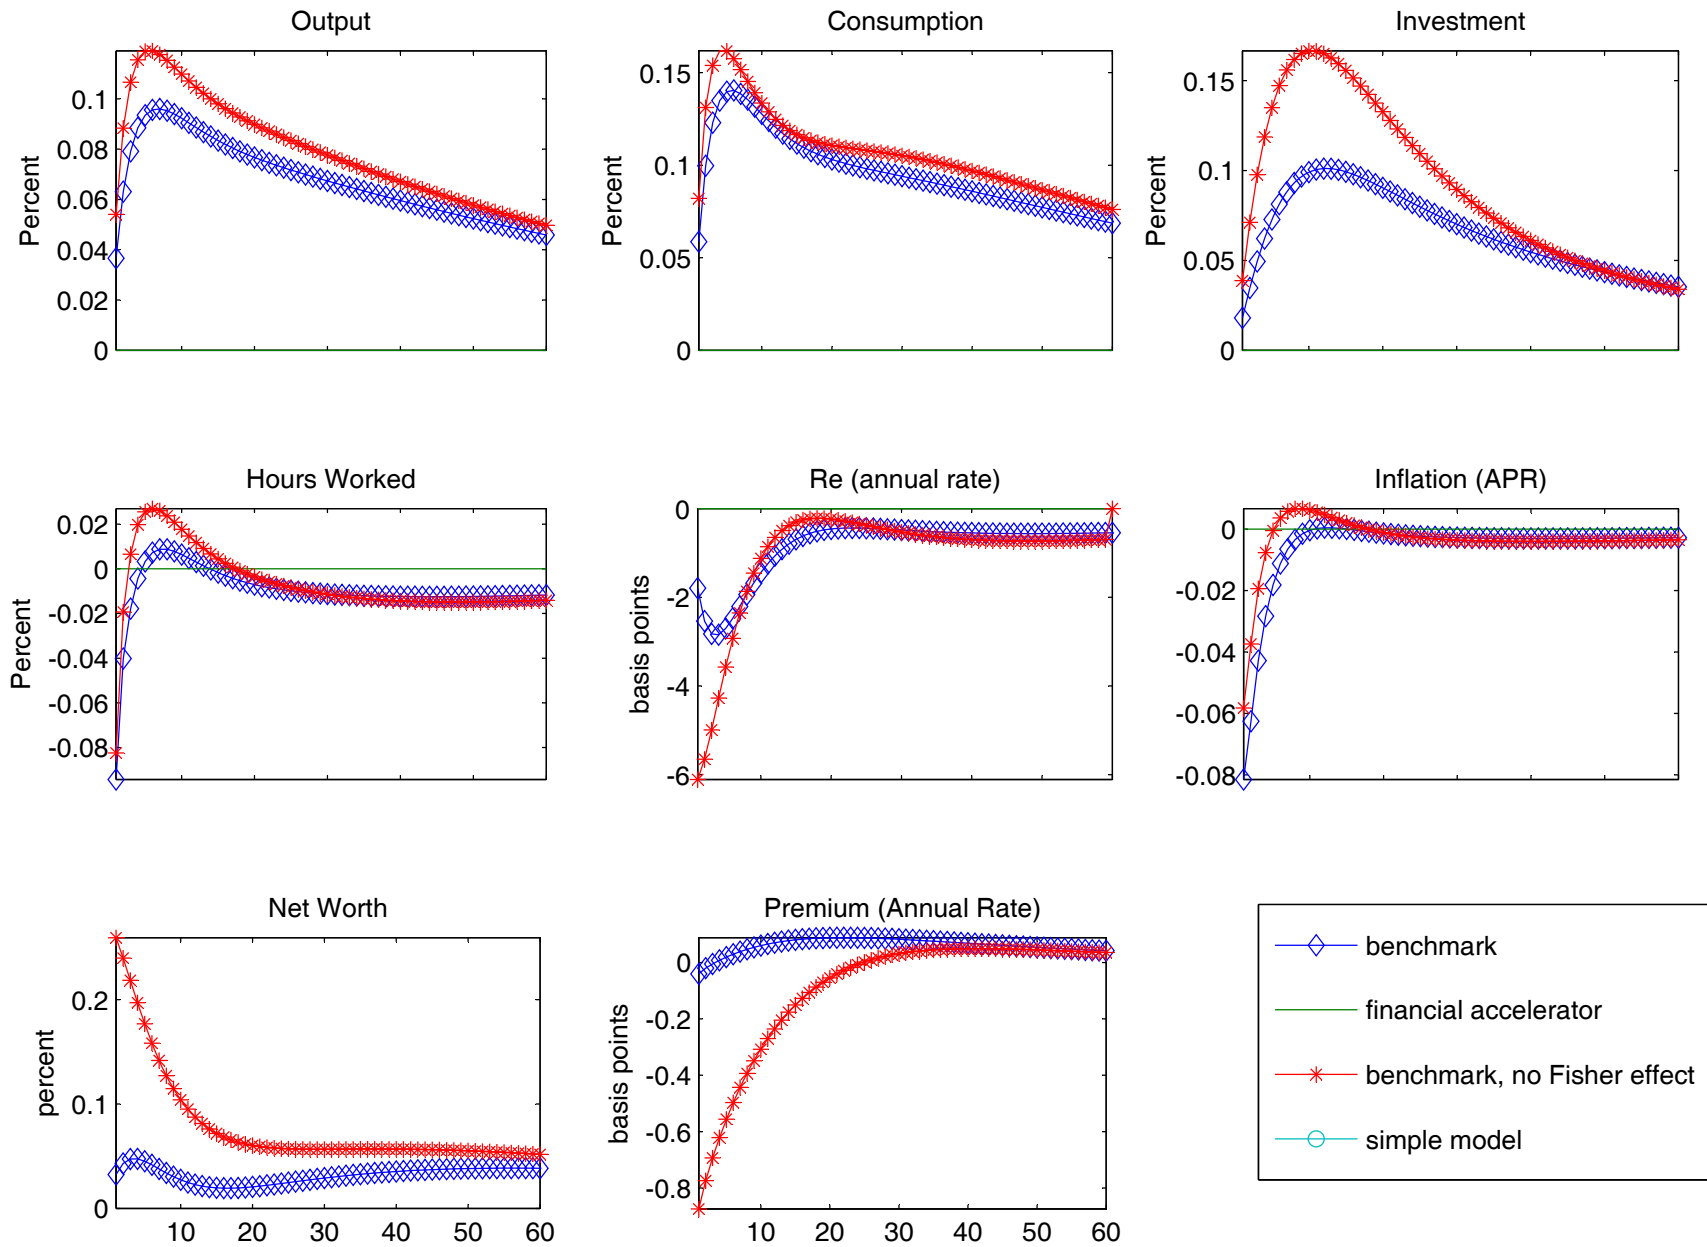 Output
Percent
0.1
0.08
0.06
0.04
0.02
0
Consumption
Percent
0.15
0.1
0.05
0
Investment
Percent
0.15
0.1
0.05
0
Hours Worked
Percent
0.02
0
-0.02
-0.04
-0.06
-0.08
Re (annual rate)
basis points
0
-2
-4
-6
Inflation (APR)
0
-0.02
-0.04
-0.06
-0.08
Net Worth
percent
0.2
0.1
0
10 20 30 40 50 60
Premium (Annual Rate)
basis points
0
-0.2
-0.4
-0.6
-0.8
10 20 30 40 50 60
benchmark
financial accelerator
benchmark, no Fisher effect
simple model